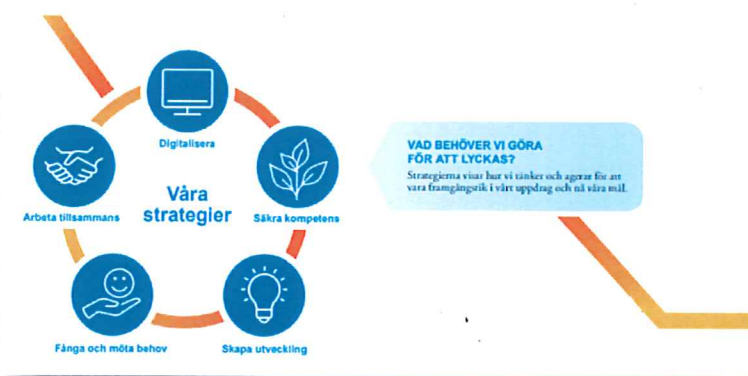 Digitalisera
Arbeta tillsammans
Våra
strategier
Säkra kompetens
Fånga och möta behov
Skapa utveckling
VAD BEHÖVER VI GÖRA
FÖR ATT LYCKAS?
Strategierna visar hur vi tänker och agerar för att
vara framgångsrik i vårt uppdrag och nå våra mål.